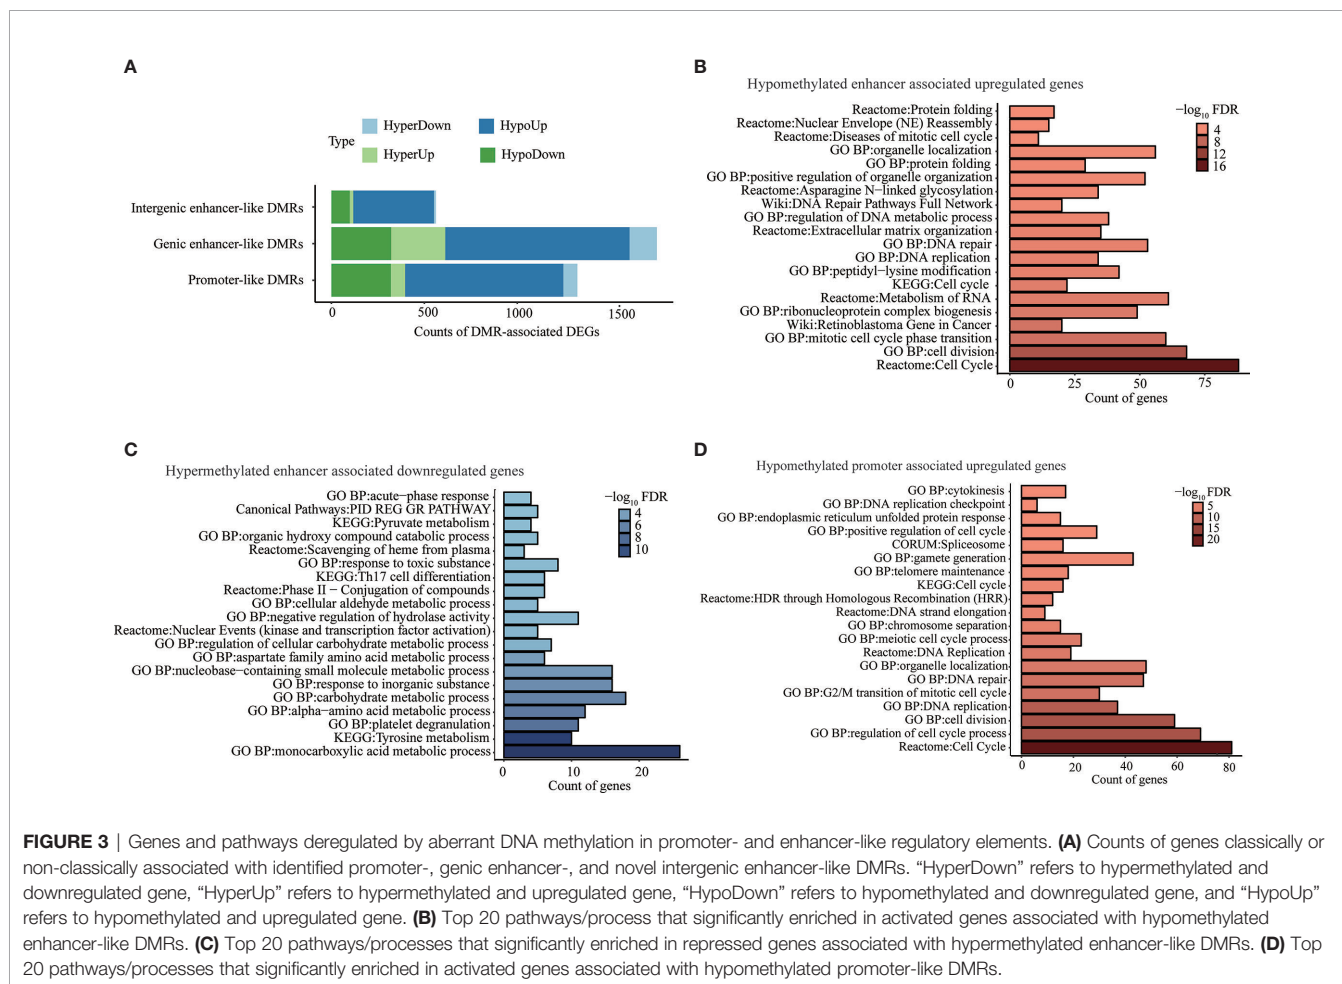 A
Type
HyperDown
HypoUp
HyperUp
HypoDown
Intergenic enhancer-like DMRs
Genic enhancer-like DMRs
Promoter-like DMRs
0
500
1000
1500
Counts of DMR-associated DEGs
B
Hypomethylated enhancer associated upregulated genes
Reactome:Protein folding
Reactome:Nuclear Envelope (NE) Reassembly
Reactome:Diseases of mitotic cell cycle
GO BP:organelle localization
GO BP:protein folding
GO BP:positive regulation of organelle organization
Reactome:Asparagine N−linked glycosylation
Wiki:DNA Repair Pathways Full Network
GO BP:regulation of DNA metabolic process
Reactome:Extracellular matrix organization
GO BP:DNA repair
GO BP:DNA replication
GO BP:peptidyl−lysine modification
KEGG:Cell cycle
Reactome:Metabolism of RNA
GO BP:ribonucleoprotein complex biogenesis
Wiki:Retinoblastoma Gene in Cancer
GO BP:mitotic cell cycle phase transition
GO BP:cell division
Reactome:Cell Cycle
0
25
50
75
Count of genes
−log10 FDR
4
8
12
16
C
Hypermethylated enhancer associated downregulated genes
GO BP:acute−phase response
Canonical Pathways:PID REG GR PATHWAY
KEGG:Pyruvate metabolism
GO BP:organic hydroxy compound catabolic process
Reactome:Scavenging of heme from plasma
GO BP:response to toxic substance
KEGG:Th17 cell differentiation
Reactome:Phase II − Conjugation of compounds
GO BP:cellular aldehyde metabolic process
GO BP:negative regulation of hydrolase activity
Reactome:Nuclear Events (kinase and transcription factor activation)
GO BP:regulation of cellular carbohydrate metabolic process
GO BP:aspartate family amino acid metabolic process
GO BP:nucleobase−containing small molecule metabolic process
GO BP:response to inorganic substance
GO BP:carbohydrate metabolic process
GO BP:alpha−amino acid metabolic process
GO BP:platelet degranulation
KEGG:Tyrosine metabolism
GO BP:monocarboxylic acid metabolic process
0
10
20
Count of genes
−log10 FDR
4
6
8
10
D
Hypomethylated promoter associated upregulated genes
GO BP:cytokinesis
GO BP:DNA replication checkpoint
GO BP:endoplasmic reticulum unfolded protein response
GO BP:positive regulation of cell cycle
CORUM:Spliceosome
GO BP:gamete generation
GO BP:telomere maintenance
KEGG:Cell cycle
Reactome:HDR through Homologous Recombination (HRR)
Reactome:DNA strand elongation
GO BP:chromosome separation
GO BP:meiotic cell cycle process
Reactome:DNA Replication
GO BP:organelle localization
GO BP:DNA repair
GO BP:G2/M transition of mitotic cell cycle
GO BP:DNA replication
GO BP:cell division
GO BP:regulation of cell cycle process
Reactome:Cell Cycle
0
20
40
60
80
Count of genes
−log10 FDR
5
10
15
20
FIGURE 3 | Genes and pathways deregulated by aberrant DNA methylation in promoter- and enhancer-like regulatory elements. (A) Counts of genes classically or
non-classically associated with identified promoter-, genic enhancer-, and novel intergenic enhancer-like DMRs. “HyperDown” refers to hypermethylated and
downregulated gene, “HyperUp” refers to hypermethylated and upregulated gene, “HypoDown” refers to hypomethylated and downregulated gene, and “HypoUp”
refers to hypomethylated and upregulated gene. (B) Top 20 pathways/process that significantly enriched in activated genes associated with hypomethylated
enhancer-like DMRs. (C) Top 20 pathways/processes that significantly enriched in repressed genes associated with hypermethylated enhancer-like DMRs. (D) Top
20 pathways/processes that significantly enriched in activated genes associated with hypomethylated promoter-like DMRs.